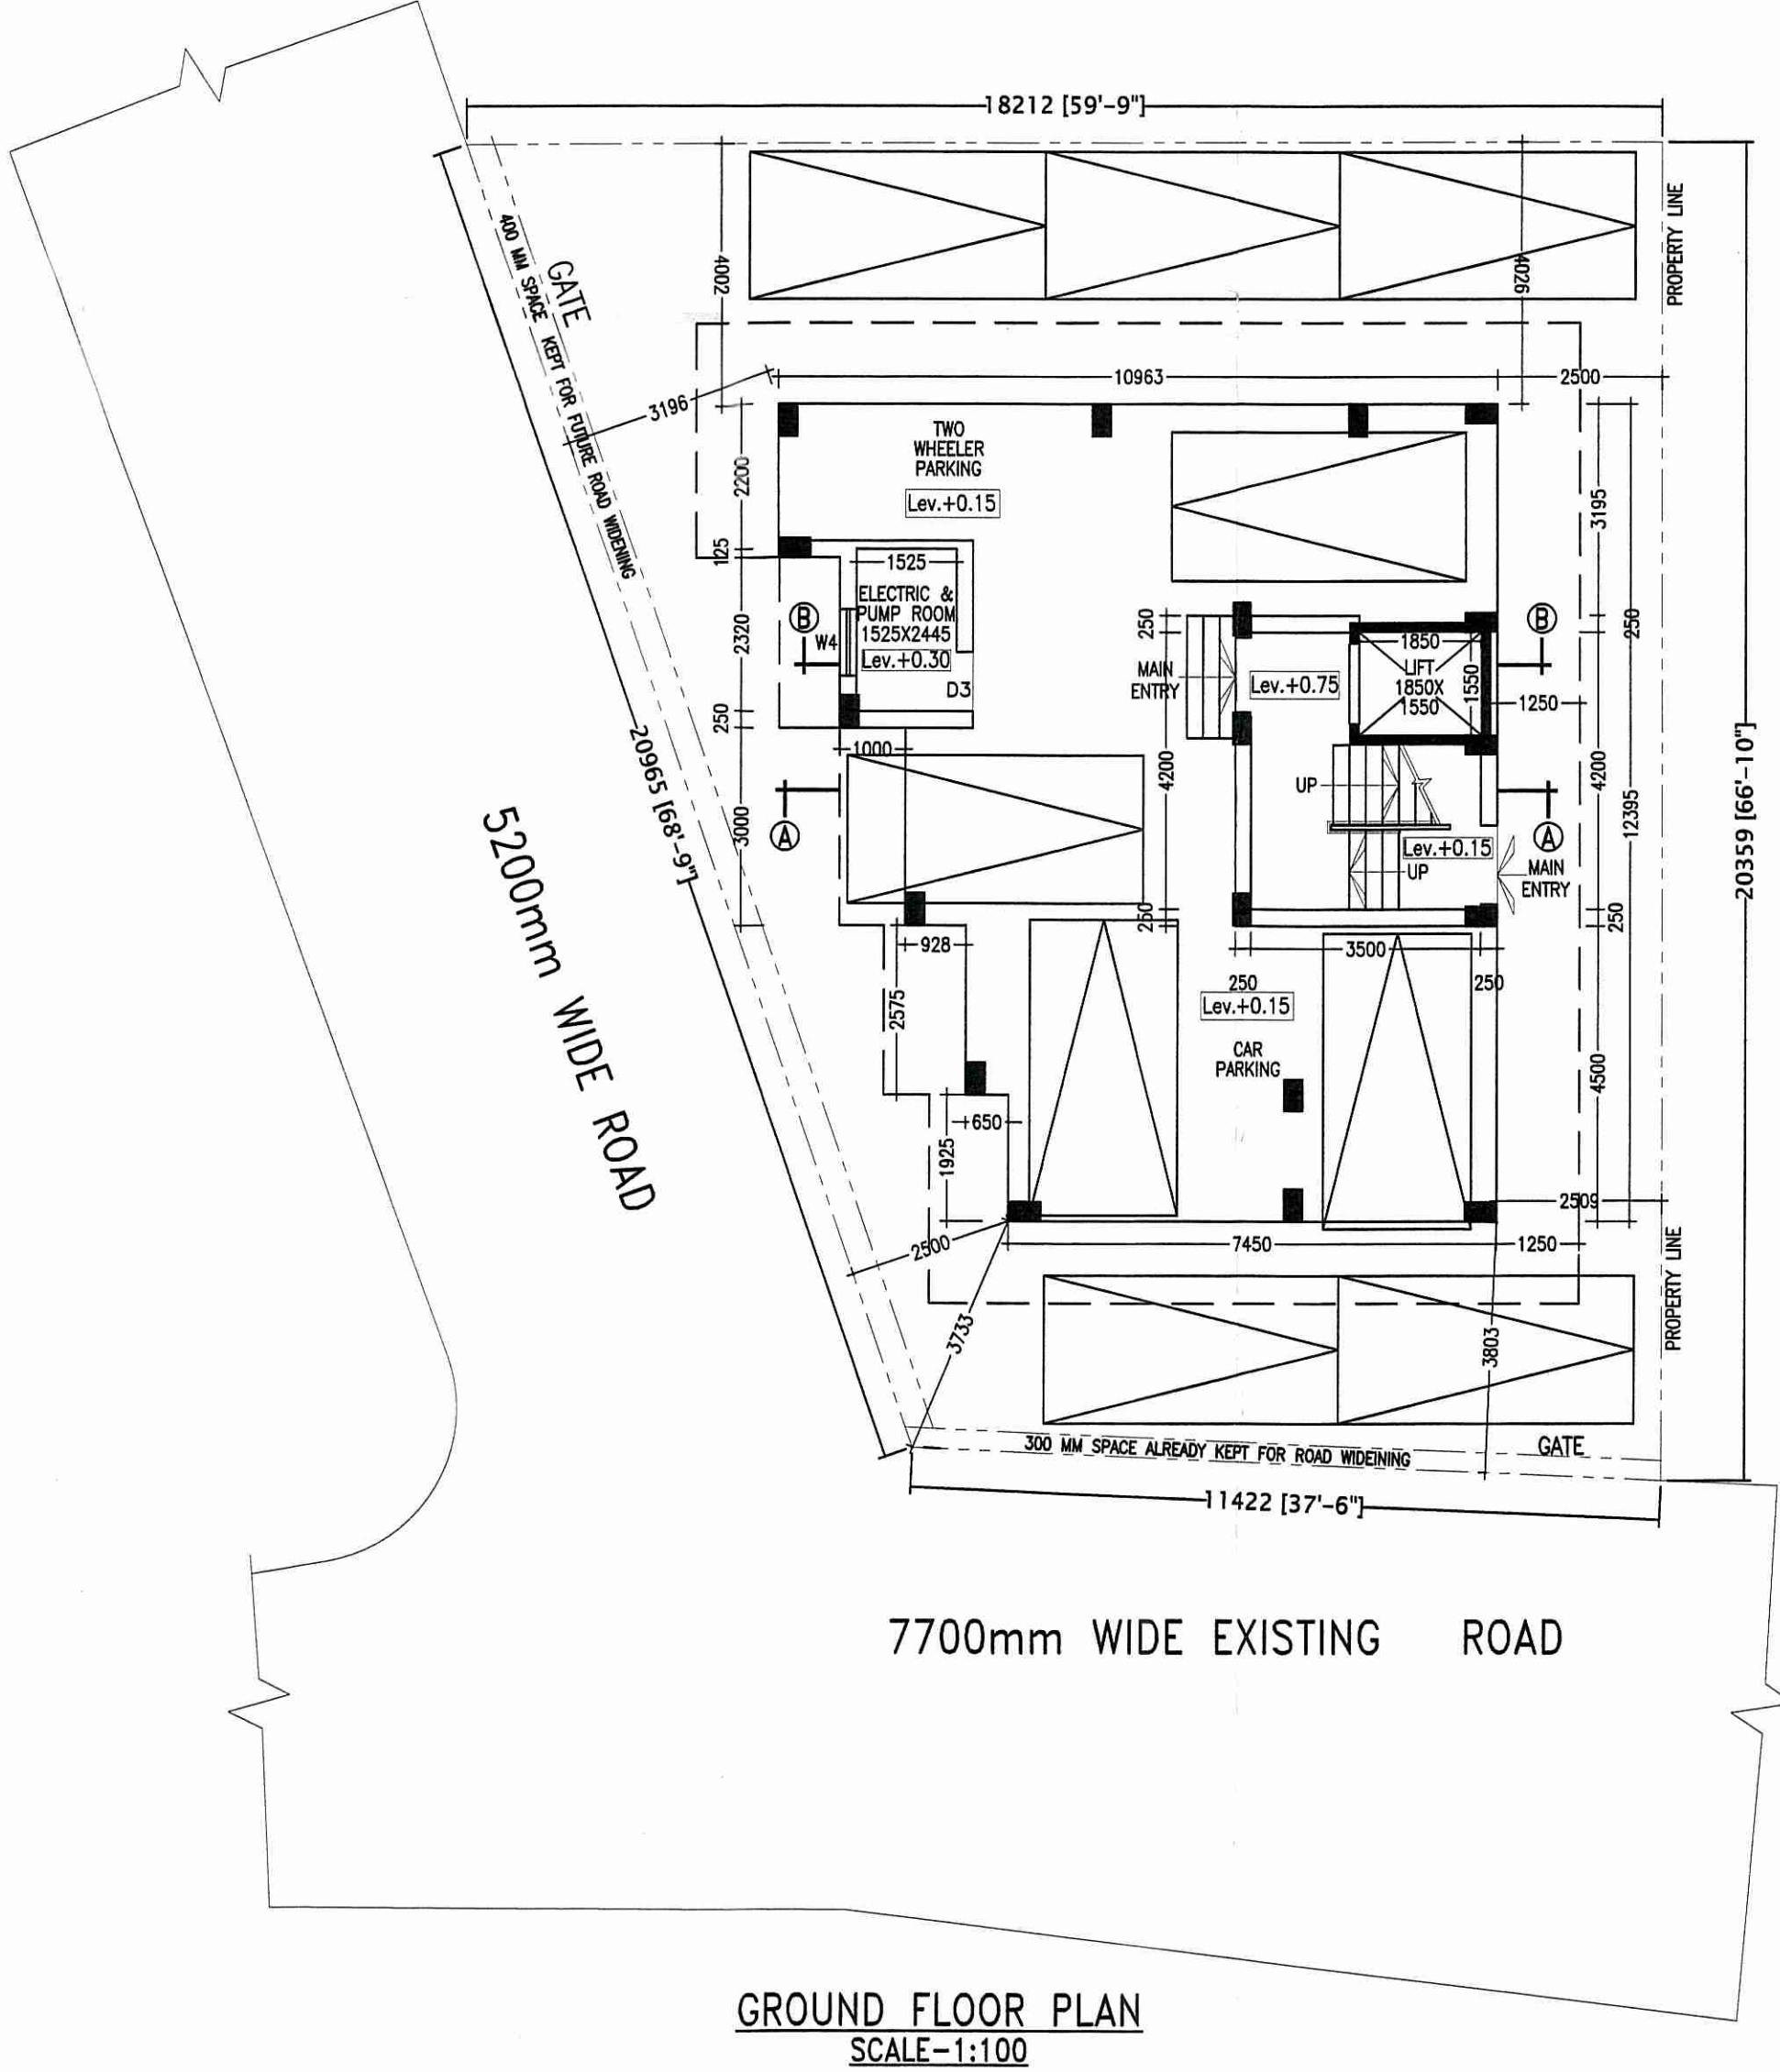 18212 [59'-9"]
400 MM SPACE KEPT FOR FUTURE ROAD WIDENING
GATE
4002
4026
PROPERTY LINE
10963
2500
3196
TWO
WHEELER
PARKING
Lev.+0.15
2200
3195
125
1525
ELECTRIC &
PUMP ROOM
1525X2445
Lev.+0.30
W4
D3
B
2320
250
MAIN
ENTRY
Lev.+0.75
250
1850
LIFT
1850X
1550
1550
B
250
1250
1000
4200
UP
4200
12395
20359 [66'-10"]
20965 [68'-9"]
A
3000
Lev.+0.15
UP
A
MAIN
ENTRY
250
250
928
3500
250
250
Lev.+0.15
2575
CAR
PARKING
4500
5200mm WIDE ROAD
650
1925
2509
2500
7450
1250
PROPERTY LINE
3733
3803
300 MM SPACE ALREADY KEPT FOR ROAD WIDEINING
GATE
11422 [37'-6"]
7700mm WIDE EXISTING ROAD
GROUND FLOOR PLAN
SCALE-1:100